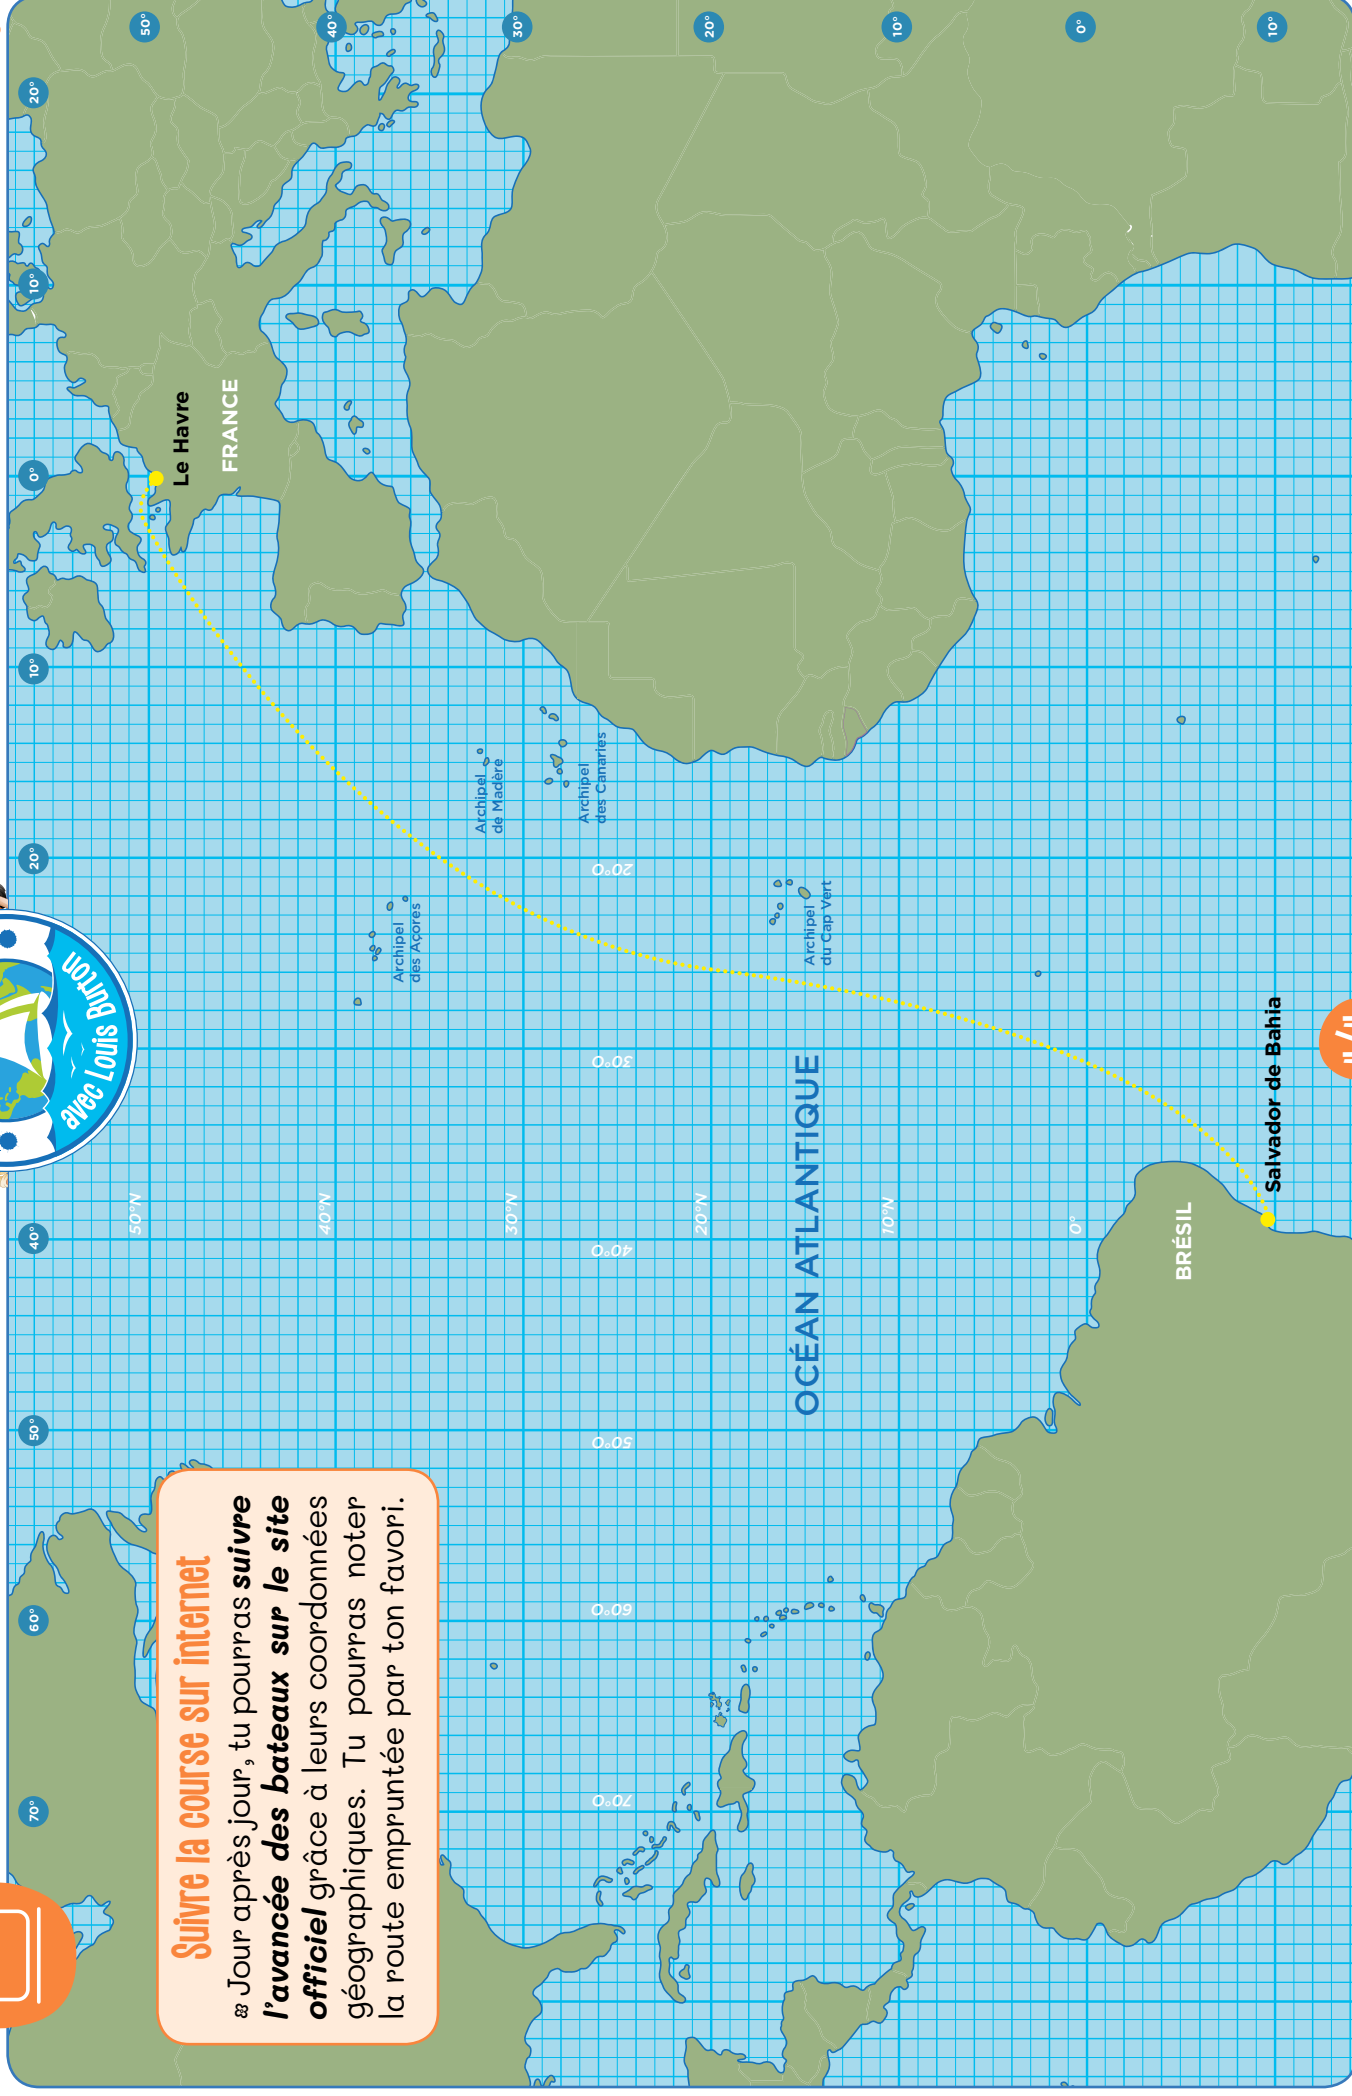 avec Louis Burton
Suivre la course sur internet
Jour après jour, tu pourras suivre
l'avancée des bateaux sur le site
officiel grâce à leurs coordonnées
géographiques. Tu pourras noter
la route empruntée par ton favori.
70°
60°
50°
40°
30°
20°
10°
0°
10°
20°
50°
40°
30°
20°
10°
0°
10°
50°N
40°N
30°N
20°N
10°N
0°
70°O
60°O
50°O
40°O
30°O
20°O
Le Havre
FRANCE
Archipel
des Açores
Archipel
de Madère
Archipel
des Canaries
Archipel
du Cap Vert
OCÉAN ATLANTIQUE
BRÉSIL
Salvador de Bahia